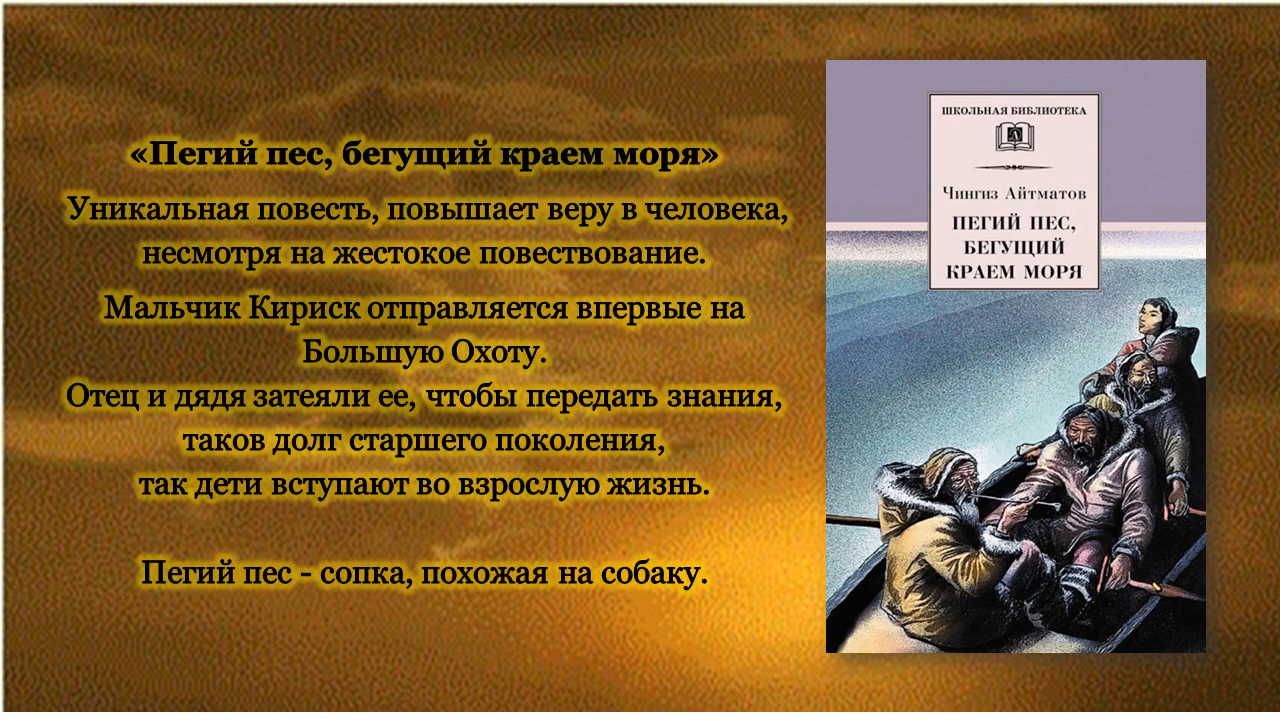 «Пегий пес, бегущий краем моря»
Уникальная повесть, повышает веру в человека,
несмотря на жестокое повествование.
Мальчик Кириск отправляется впервые на
Большую Охоту.
Отец и дядя затеяли ее, чтобы передать знания,
таков долг старшего поколения,
так дети вступают во взрослую жизнь.
Пегий пес - сопка, похожая на собаку.
ШКОЛЬНАЯ БИБЛИОТЕКА
Чингиз Айтматов
ПЕГИЙ ПЕС,
БЕГУЩИЙ
КРАЕМ МОРЯ